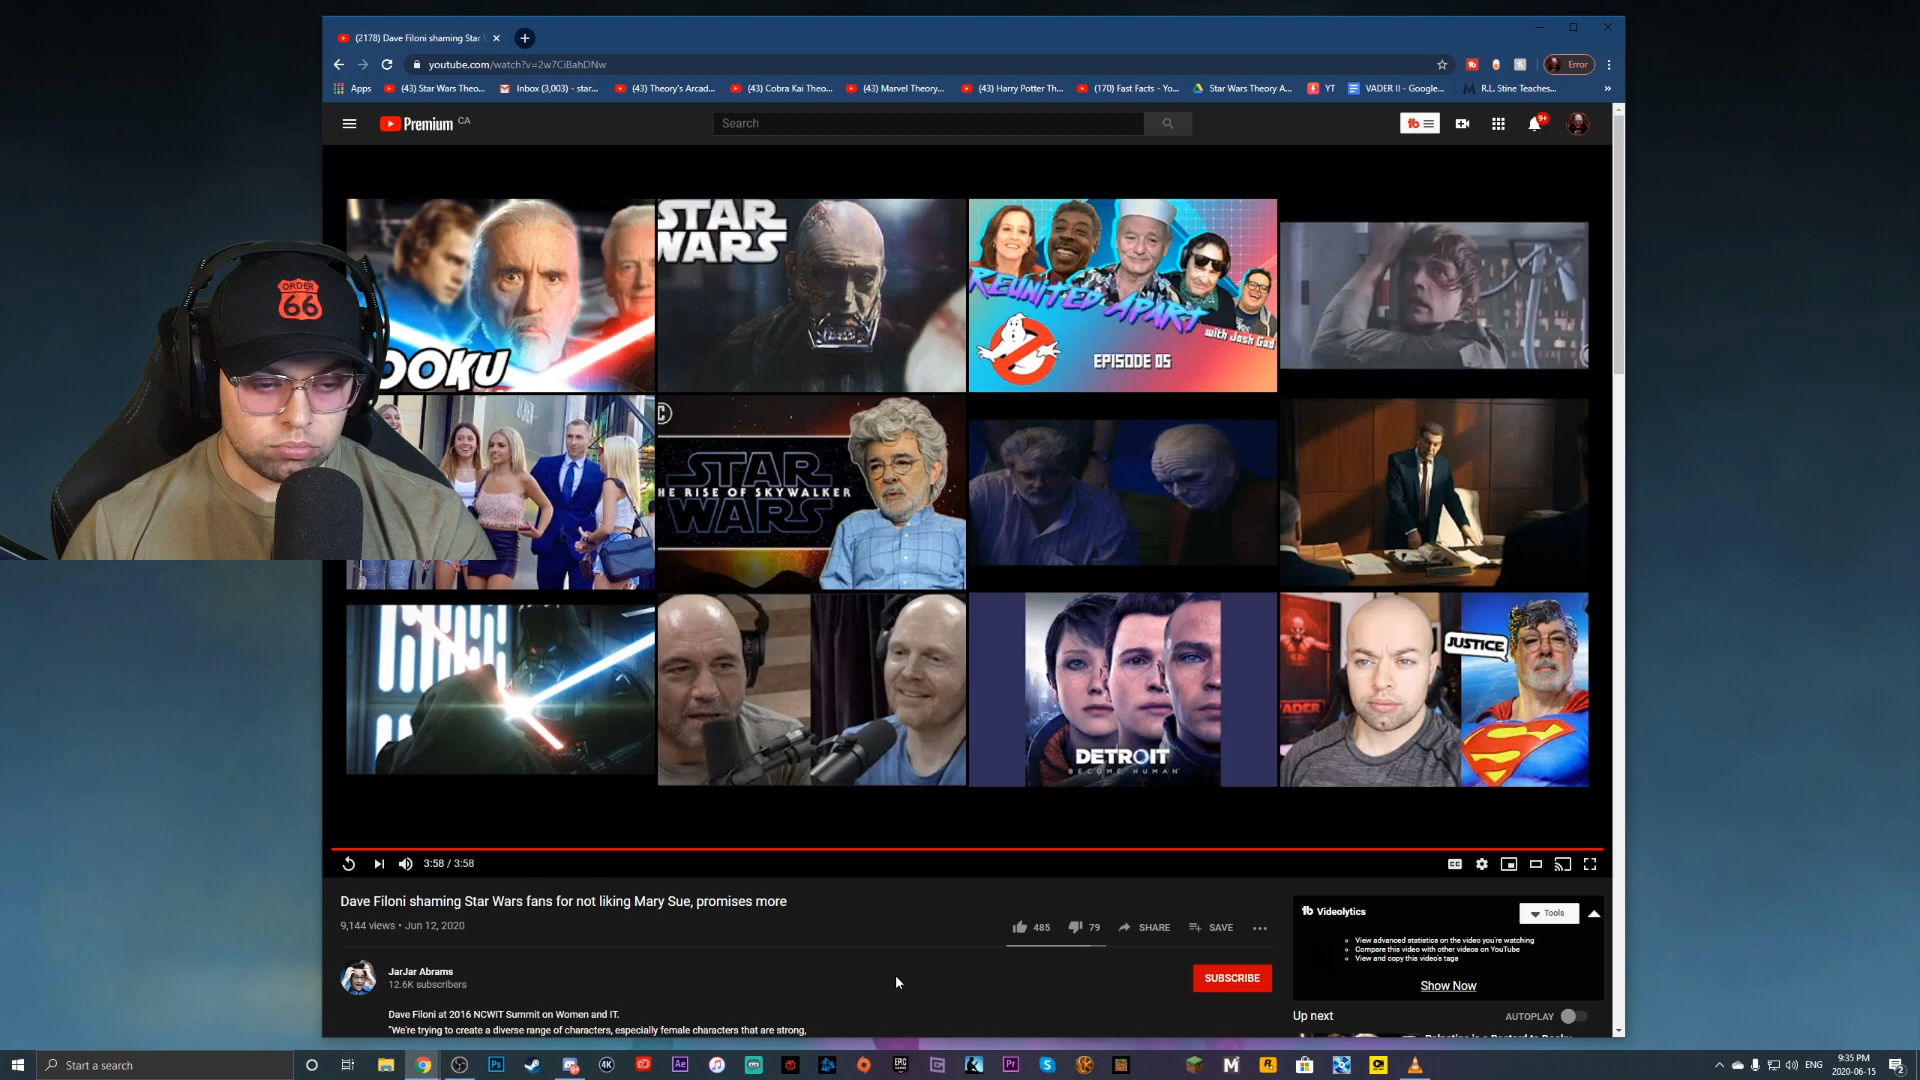 (2178) Dave Filoni shaming Star
youtube.com/watch?v=2w7CiBahDNw
Error
Apps
(43) Star Wars Theo...
Inbox (3,003) - star...
(43) Theory's Arcad...
(43) Cobra Kai Theo...
(43) Marvel Theory...
(43) Harry Potter Th...
(170) Fast Facts - Yo...
Star Wars Theory A...
YT
VADER II - Google...
R.L. Stine Teaches...
Premium CA
Search
9+
STAR WARS
REUNITED APART
with Josh Gad
EPISODE 05
ORDER
66
OOKU
STAR
HE RISE OF SKYWALKER
WARS
JUSTICE
DETROIT
BECOME HUMAN
3:58 / 3:58
Dave Filoni shaming Star Wars fans for not liking Mary Sue, promises more
9,144 views • Jun 12, 2020
485
79
SHARE
SAVE
JarJar Abrams
12.6K subscribers
SUBSCRIBE
Dave Filoni at 2016 NCWIT Summit on Women and IT.
"We're trying to create a diverse range of characters, especially female characters that are strong,
Videolytics
Tools
View advanced statistics on the video you're watching
Compare this video with other videos on YouTube
View and copy this video's tags
Show Now
Up next
AUTOPLAY
Start a search
ENG
9:35 PM
2020-06-15